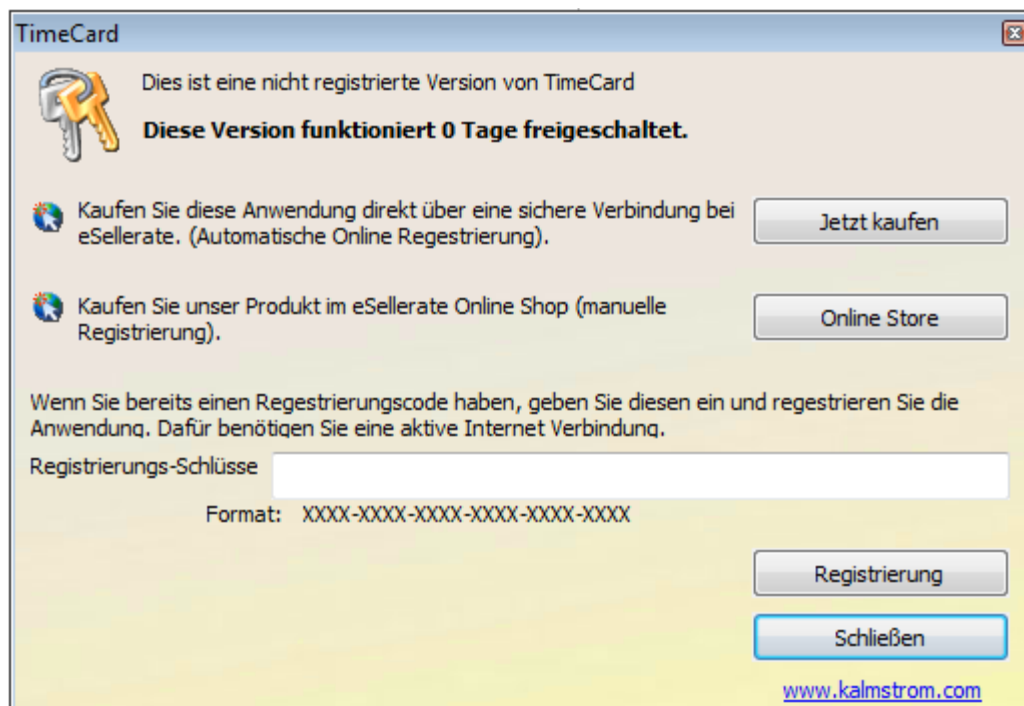 TimeCard
Dies ist eine nicht registrierte Version von TimeCard
Diese Version funktioniert 0 Tage freigeschaltet.
Kaufen Sie diese Anwendung direkt über eine sichere Verbindung bei
eSellerate. (Automatische Online Regestrierung).
Jetzt kaufen
Kaufen Sie unser Produkt im eSellerate Online Shop (manuelle
Registrierung).
Online Store
Wenn Sie bereits einen Regestrierungscode haben, geben Sie diesen ein und regestrieren Sie die
Anwendung. Dafür benötigen Sie eine aktive Internet Verbindung.
Registrierungs-Schlüsse
Format: XXXX-XXXX-XXXX-XXXX-XXXX-XXXX
Registrierung
Schließen
www.kalmstrom.com